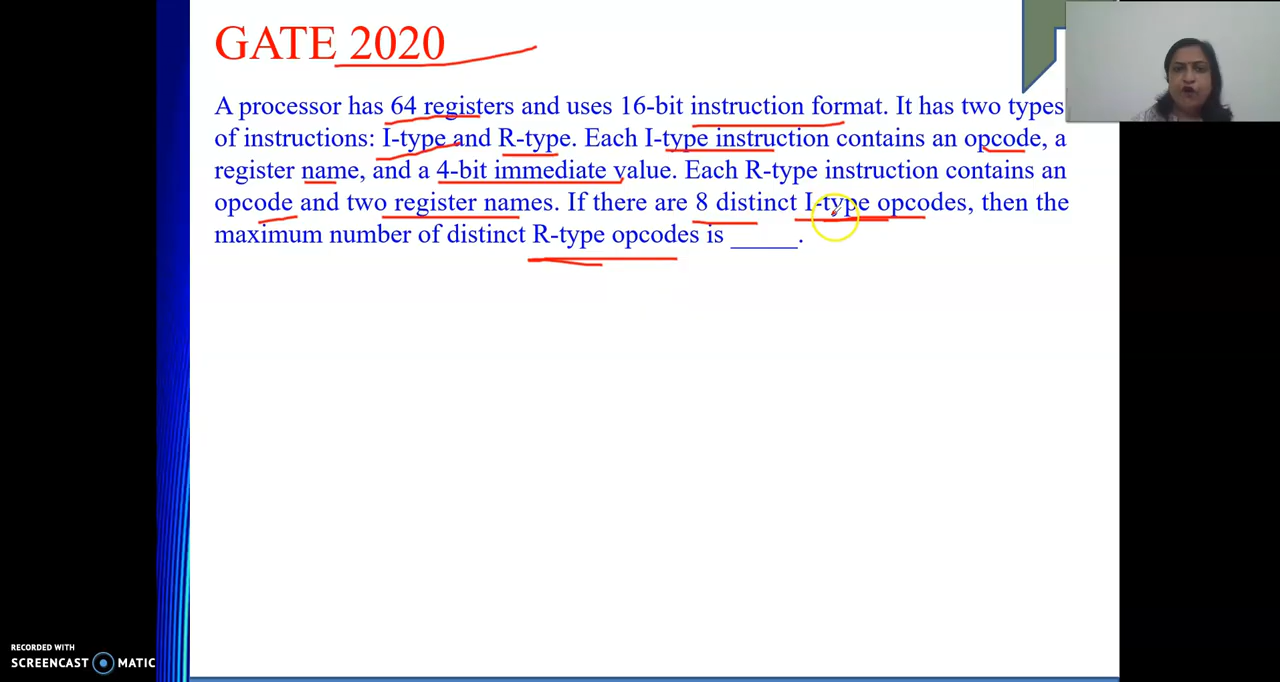 GATE 2020
A processor has 64 registers and uses 16-bit instruction format. It has two types
of instructions: I-type and R-type. Each I-type instruction contains an opcode, a
register name, and a 4-bit immediate value. Each R-type instruction contains an
opcode and two register names. If there are 8 distinct I-type opcodes, then the
maximum number of distinct R-type opcodes is _____.
RECORDED WITH
SCREENCAST MATIC